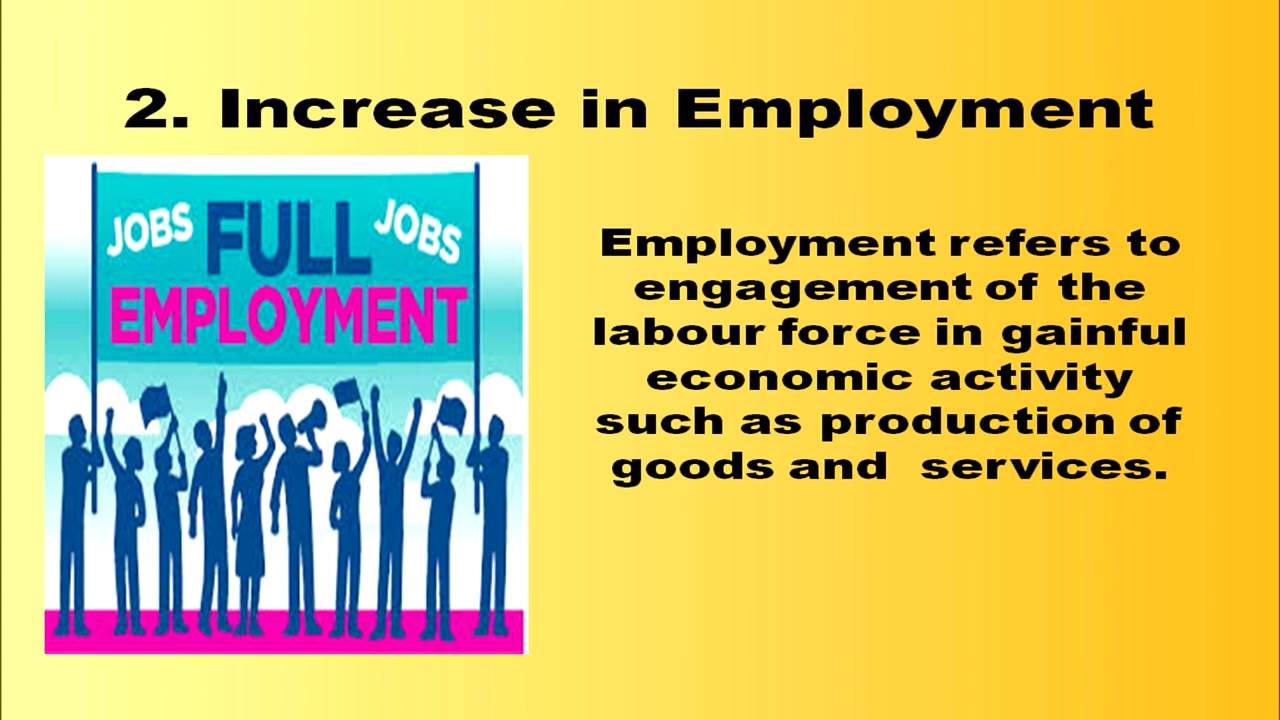 2. Increase in Employment
JOBS FULL JOBS
EMPLOYMENT
Employment refers to
engagement of the
labour force in gainful
economic activity
such as production of
goods and services.